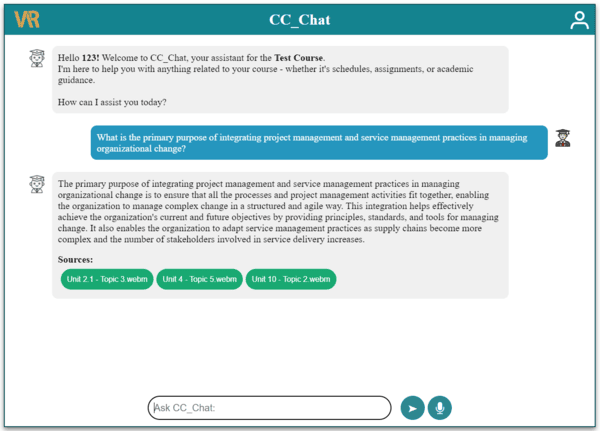 VR
CC_Chat
Hello 123! Welcome to CC_Chat, your assistant for the Test Course.
I'm here to help you with anything related to your course - whether it's schedules, assignments, or academic
guidance.
How can I assist you today?
What is the primary purpose of integrating project management and service management practices in managing
organizational change?
The primary purpose of integrating project management and service management practices in managing
organizational change is to ensure that all the processes and project management activities fit together, enabling
the organization to manage complex change in a structured and agile way. This integration helps effectively
achieve the organization's current and future objectives by providing principles, standards, and tools for managing
change. It also enables the organization to adapt service management practices as supply chains become more
complex and the number of stakeholders involved in service delivery increases.
Sources:
Unit 2.1 - Topic 3.webm Unit 4 - Topic 5.webm Unit 10 - Topic 2.webm
Ask CC_Chat: